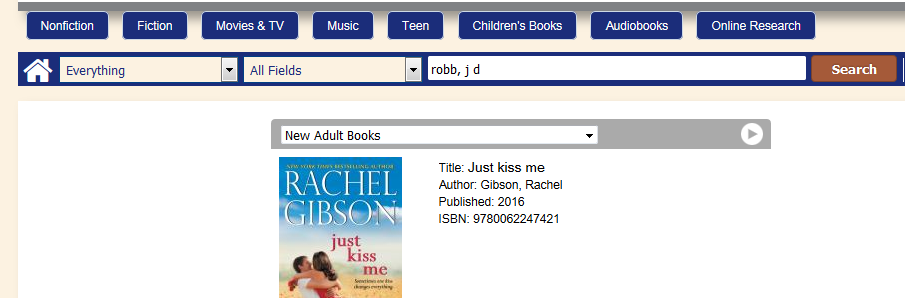 Nonfiction Fiction Movies & TV Music Teen Children's Books Audiobooks Online Research
Everything All Fields robb, j d Search
New Adult Books
NEW YORK TIMES BESTSELLING AUTHOR
RACHEL
GIBSON
just
kiss
me
Sometimes one kiss
changes everything
Title: Just kiss me
Author: Gibson, Rachel
Published: 2016
ISBN: 9780062247421